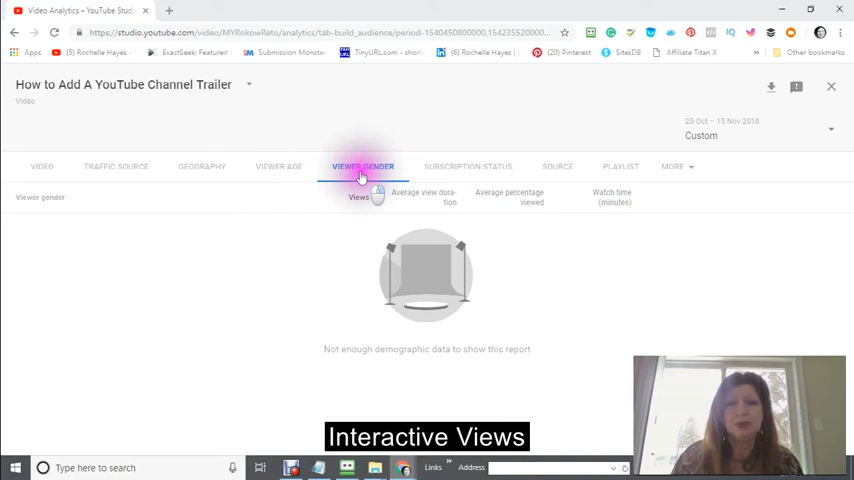 Video Analytics – YouTube Studi
https://studio.youtube.com/video/MYRokowReto/analytics/tab-build_audience/period-1540450800000,1542355200000...
Apps (5) Rochelle Hayes - ExactSeek: Featured Submission Monster TinyURL.com - short (6) Rochelle Hayes | (20) Pinterest SitesDB Affiliate Titan X » Other bookmarks
How to Add A YouTube Channel Trailer
Video
25 Oct – 15 Nov 2018
Custom
VIDEO TRAFFIC SOURCE GEOGRAPHY VIEWER AGE VIEWER GENDER SUBSCRIPTION STATUS SOURCE PLAYLIST MORE
Viewer gender Views Average view dura- Average percentage Watch time
tion viewed (minutes)
Not enough demographic data to show this report
Interactive Views
Type here to search Links » Address